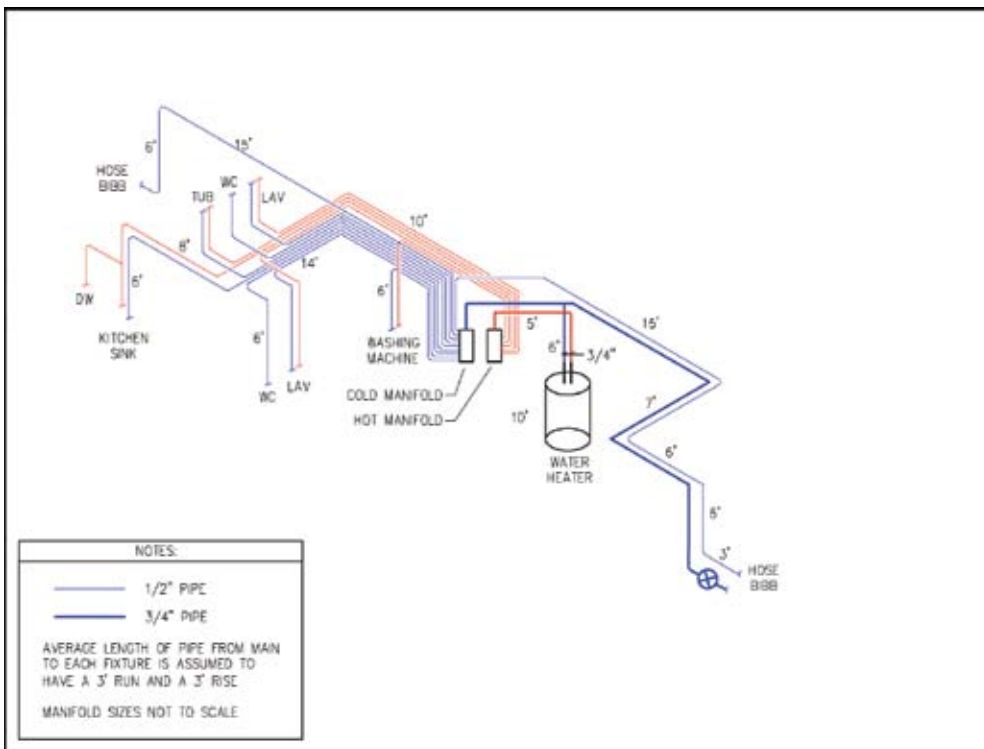 15'
6'
HOSE
BIBB
WC
TUB
LAV
10'
8'
14'
6'
DW
KITCHEN
SINK
6'
WC
LAV
6'
WASHING
MACHINE
5'
6'
3/4"
COLD MANIFOLD
HOT MANIFOLD
10'
WATER
HEATER
15'
7'
6'
3'
HOSE
BIBB
NOTES:
1/2" PIPE
3/4" PIPE
AVERAGE LENGTH OF PIPE FROM MAIN
TO EACH FIXTURE IS ASSUMED TO
HAVE A 3' RUN AND A 3' RISE
MANIFOLD SIZES NOT TO SCALE